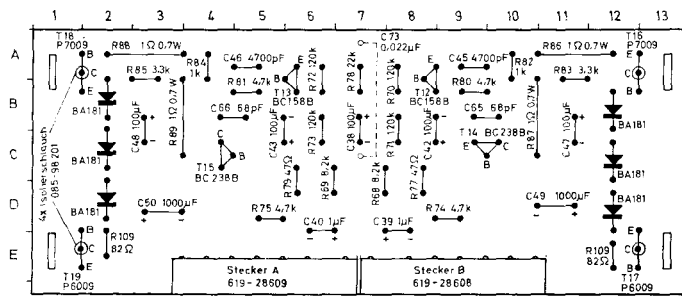 1 2 3 4 5 6 7 8 9 10 11 12 13
T18
P7009
R88 1Ω 0.7W
R84
1k
C46 4700pF
C73
0,022µF
C45 4700pF
R82
1k
R86 1Ω 0.7W
T16
P7009
A
B
C
E
R85 3.3k
R81 4.7k
T13
BC158B
B
R72 120k
R78 22k
R70 120k
T12
BC158B
B
R80 4.7k
R83 3.3k
B
C
E
A
B
BA181
C48 100µF
R89 1Ω 0.7W
C66 68pF
C43 100µF
R73 120k
C38 100µF
R71 120k
C42 100µF
C65 68pF
R87 1Ω 0.7W
C47 100µF
BA181
B
4x Isolierschlauch
085-98201
C
BA181
C
E
B
T15
BC238B
R79 47Ω
R69 8.2k
R68 8.2k
R77 47Ω
T14 BC238B
E
C
B
BA181
C
D
BA181
C50 1000µF
R75 4.7k
C40 1µF
C39 1µF
R74 4.7k
C49 1000µF
BA181
D
E
B
C
E
T19
P6009
R109
82Ω
Stecker A
619-28609
Stecker B
619-28608
R109
82Ω
B
C
E
T17
P6009
E